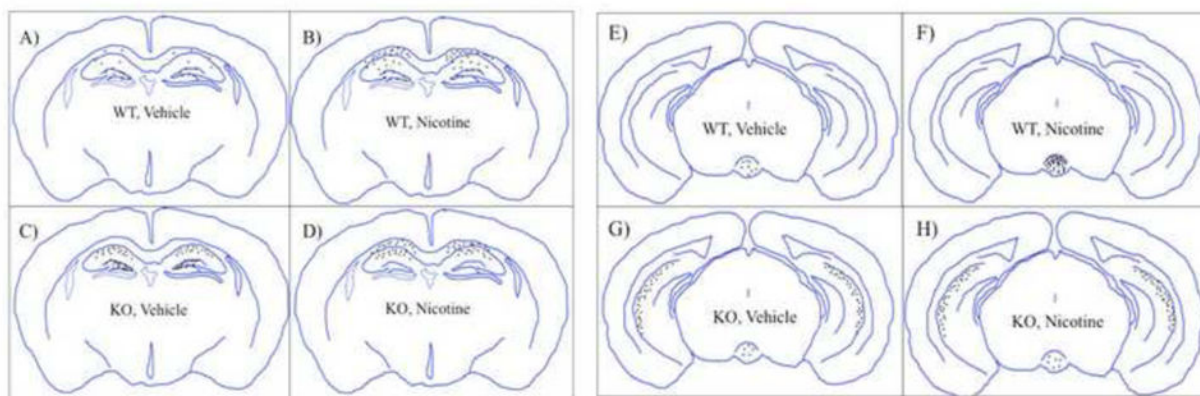 A)
WT, Vehicle
B)
WT, Nicotine
C)
KO, Vehicle
D)
KO, Nicotine
E)
WT, Vehicle
F)
WT, Nicotine
G)
KO, Vehicle
H)
KO, Nicotine